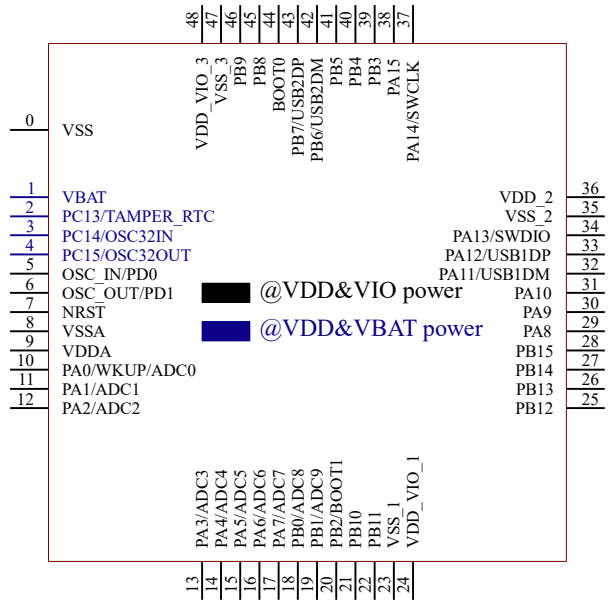 48
47
46
45
44
43
42
41
40
39
38
37
VDD_VIO_3
VSS_3
PB9
PB8
BOOT0
PB7/USB2DP
PB6/USB2DM
PB5
PB4
PB3
PA15
PA14/SWCLK
0 VSS
1 VBAT
2 PC13/TAMPER_RTC
3 PC14/OSC32IN
4 PC15/OSC32OUT
5 OSC_IN/PD0
6 OSC_OUT/PD1
7 NRST
8 VSSA
9 VDDA
10 PA0/WKUP/ADC0
11 PA1/ADC1
12 PA2/ADC2
@VDD&VIO power
@VDD&VBAT power
VDD_2 36
VSS_2 35
PA13/SWDIO 34
PA12/USB1DP 33
PA11/USB1DM 32
PA10 31
PA9 30
PA8 29
PB15 28
PB14 27
PB13 26
PB12 25
PA3/ADC3
PA4/ADC4
PA5/ADC5
PA6/ADC6
PA7/ADC7
PB0/ADC8
PB1/ADC9
PB2/BOOT1
PB10
PB11
VSS_1
VDD_VIO_1
13
14
15
16
17
18
19
20
21
22
23
24